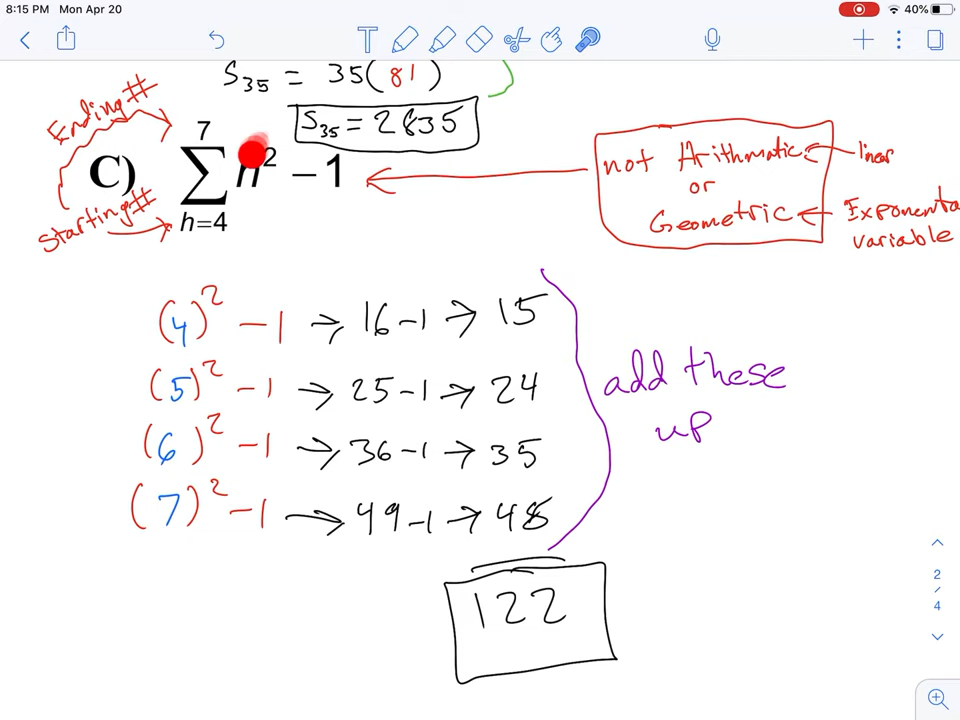 8:15 PM Mon Apr 20
40%
S35 = 35(81)
S35 = 2835
Ending#
7
C) ∑ h² – 1
h=4
Starting#
not Arithmatic
or
Geometric
linear
Exponential
variable
(4)² - 1 → 16-1 → 15
(5)² - 1 → 25-1 → 24
(6)² - 1 → 36-1 → 35
(7)² - 1 → 49-1 → 48
add these
up
122
2
/
4